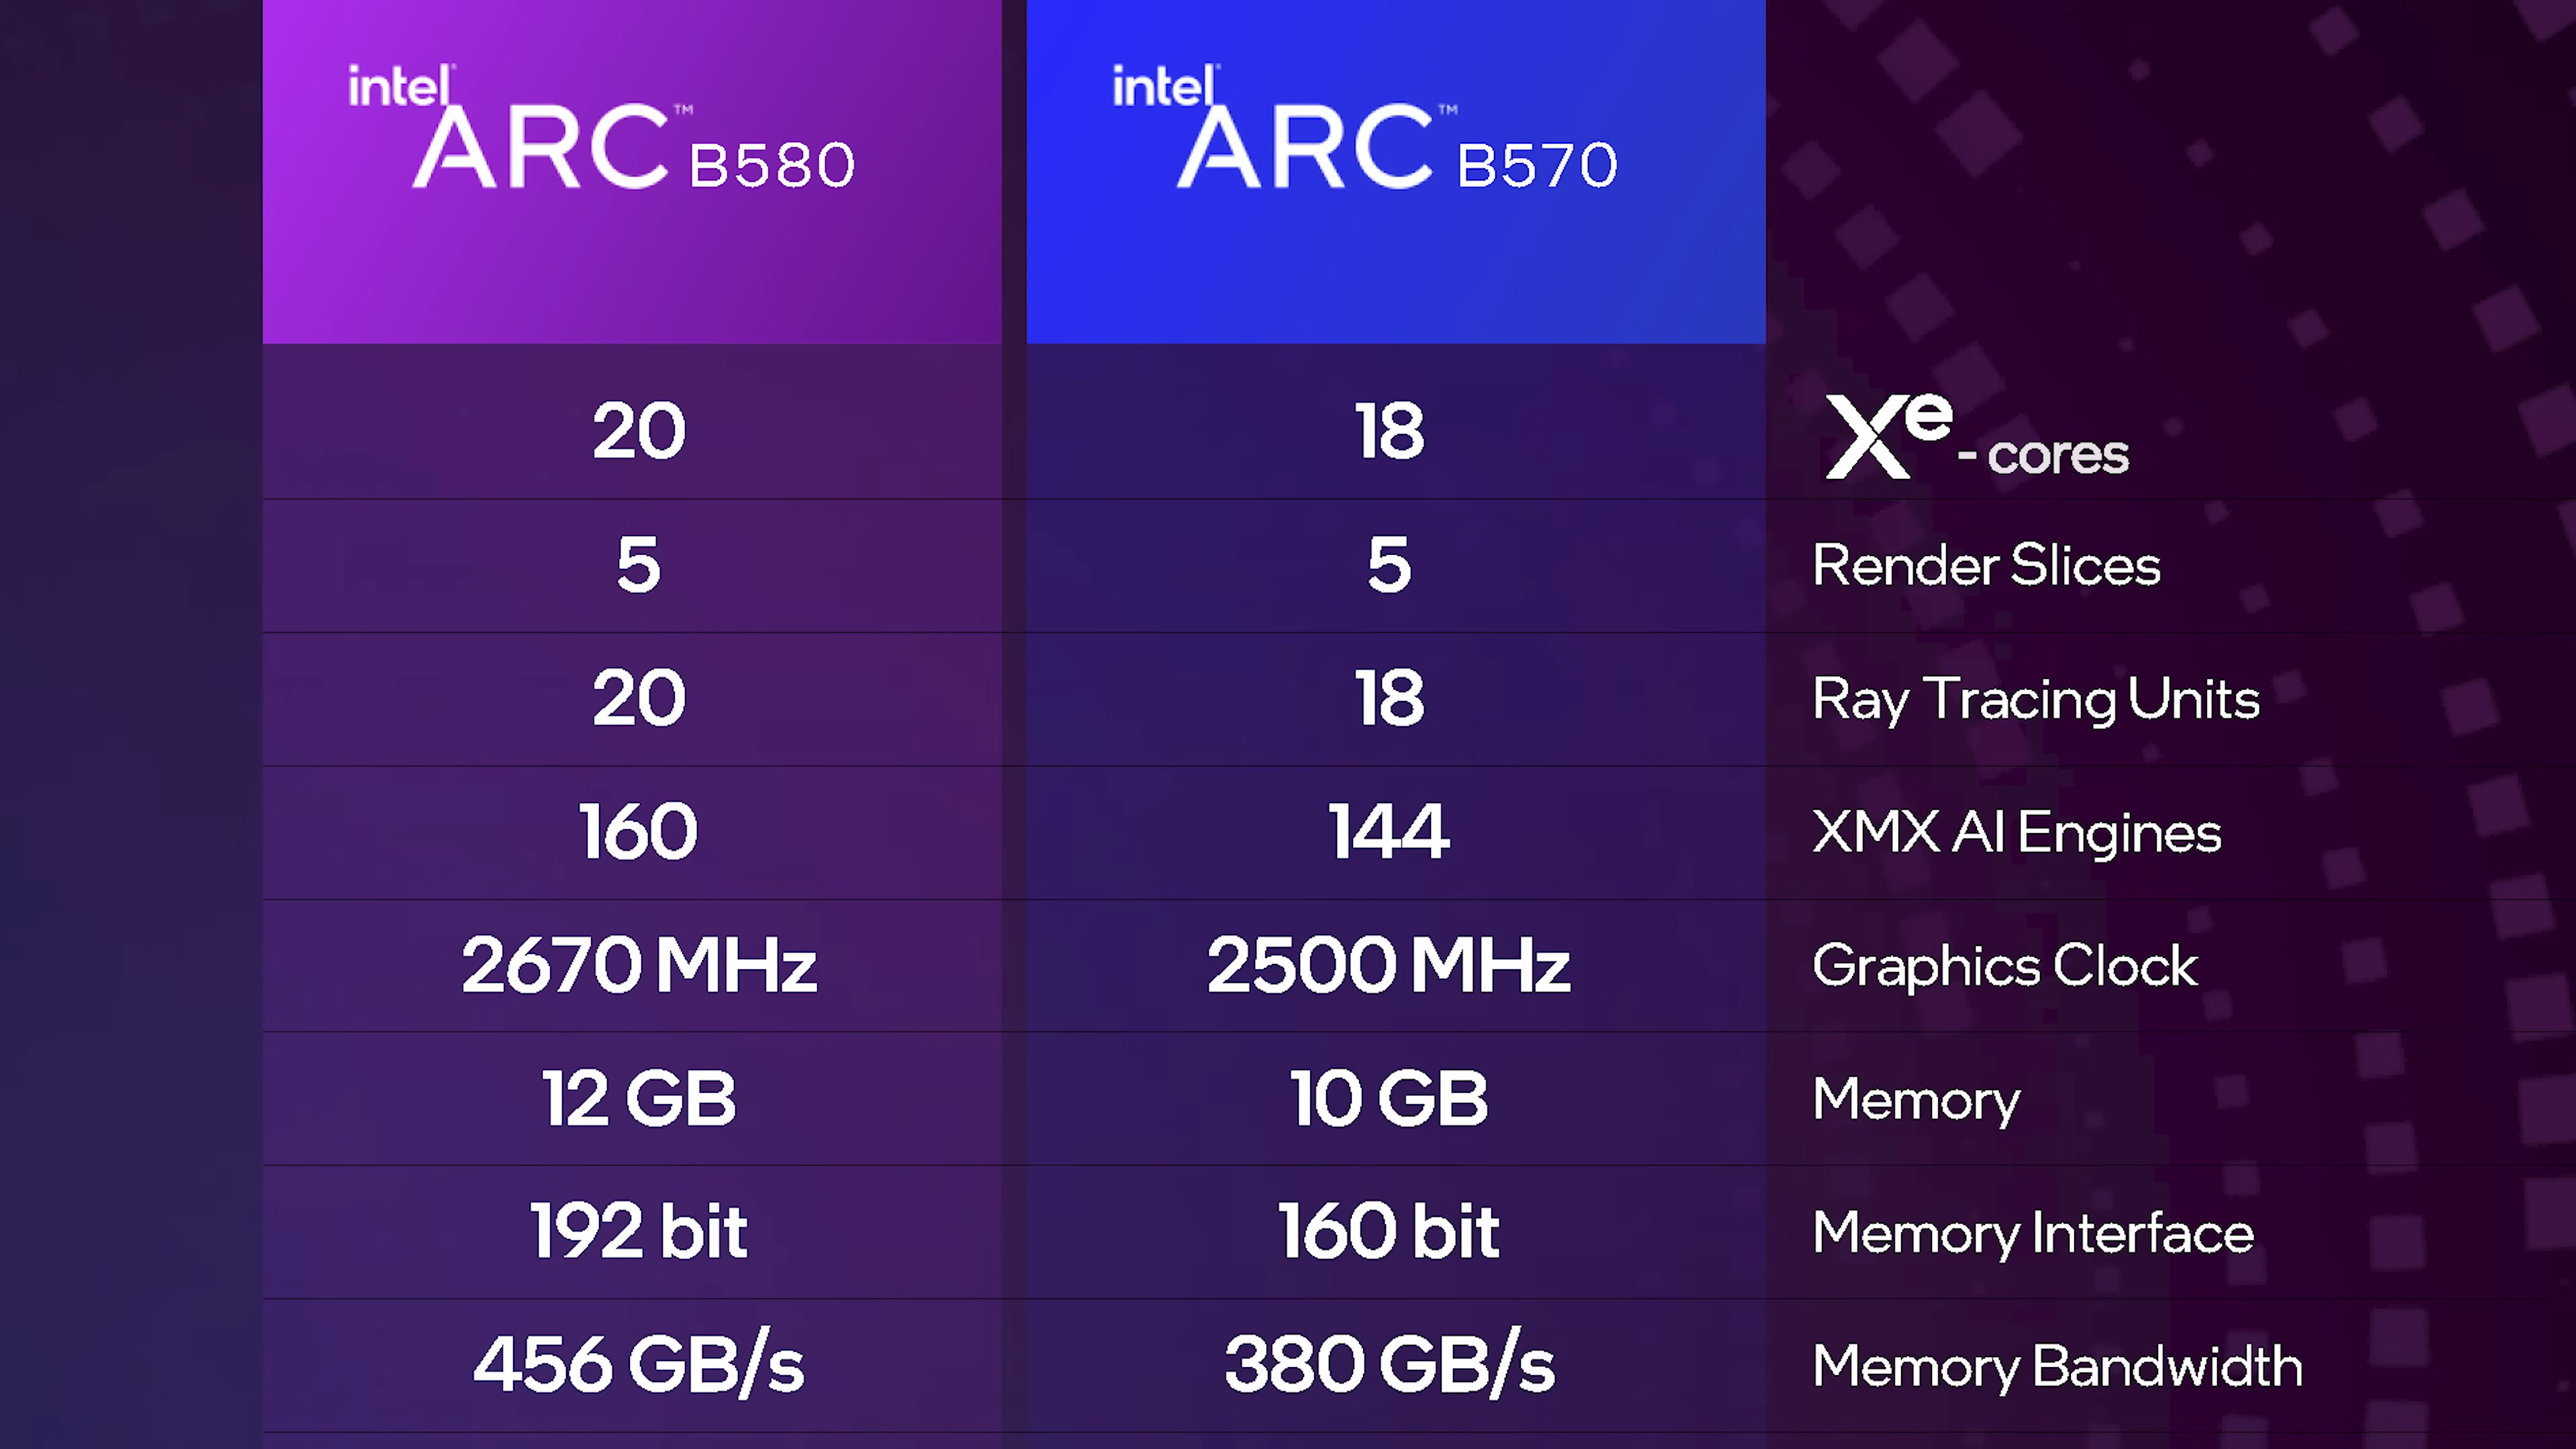 intel ARC™ B580 intel ARC™ B570
20 18 Xe - cores
5 5 Render Slices
20 18 Ray Tracing Units
160 144 XMX AI Engines
2670 MHz 2500 MHz Graphics Clock
12 GB 10 GB Memory
192 bit 160 bit Memory Interface
456 GB/s 380 GB/s Memory Bandwidth